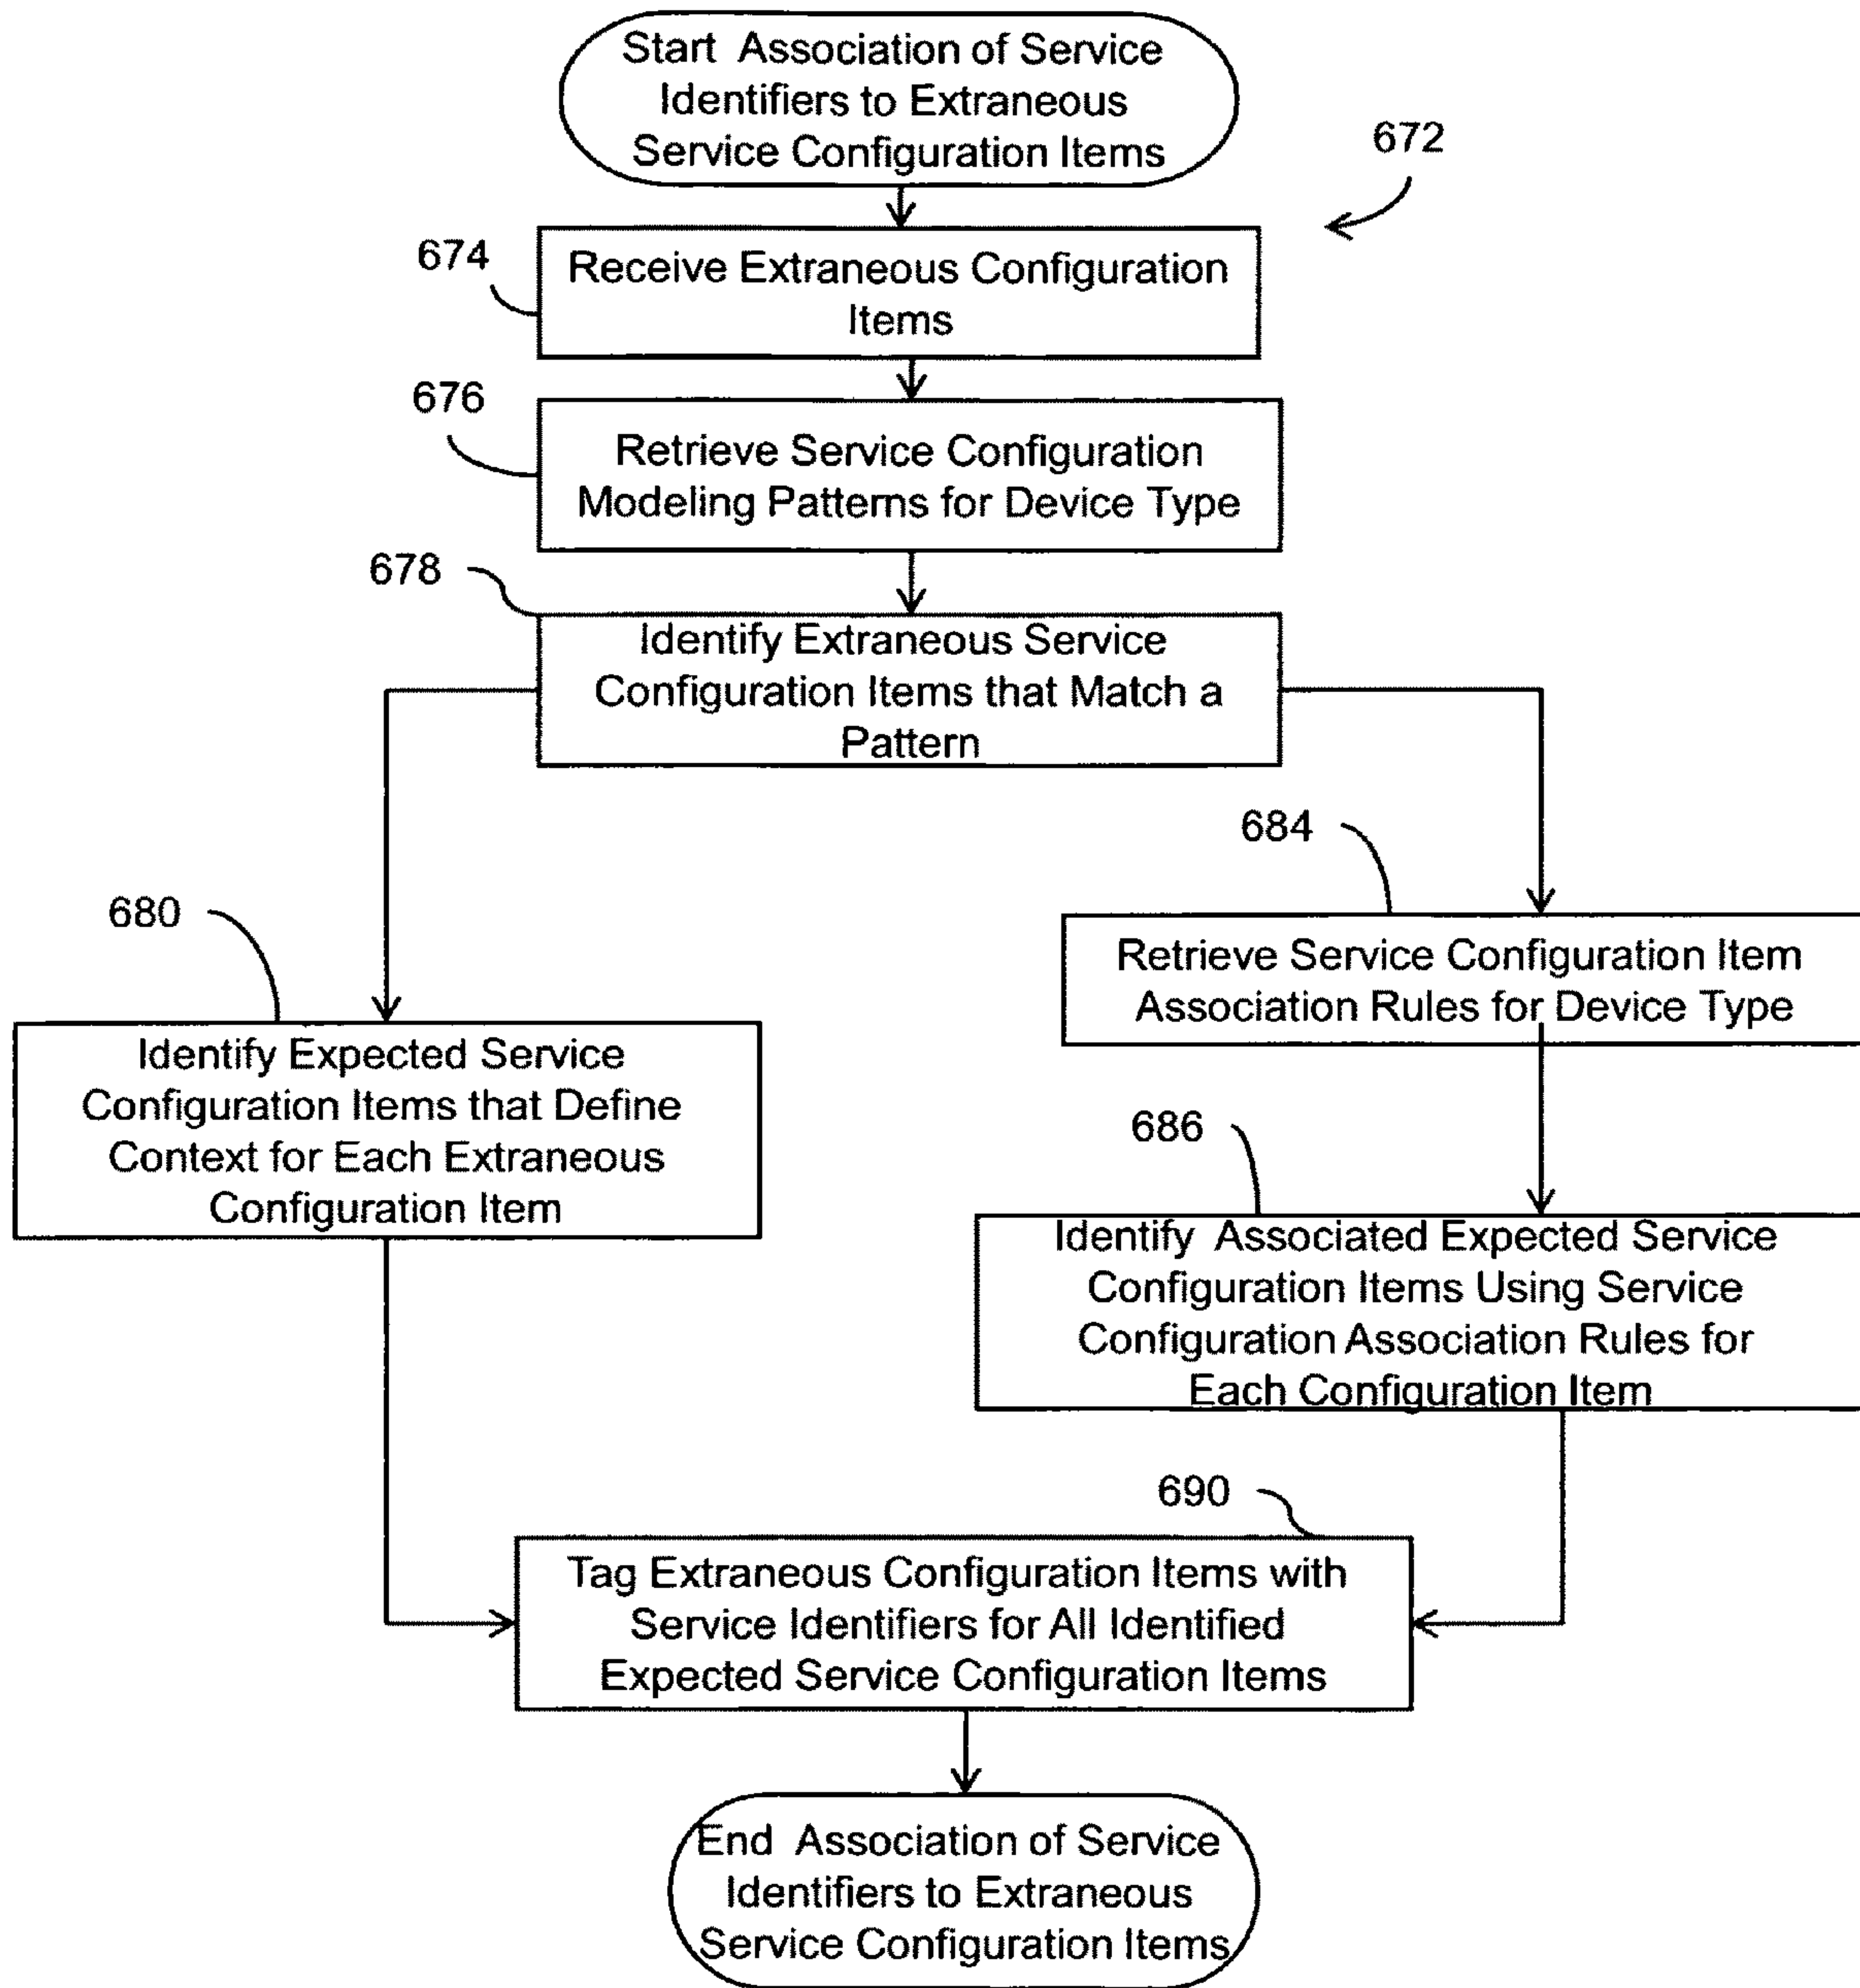 Start Association of Service
Identifiers to Extraneous
Service Configuration Items
672
674
Receive Extraneous Configuration
Items
676
Retrieve Service Configuration
Modeling Patterns for Device Type
678
Identify Extraneous Service
Configuration Items that Match a
Pattern
684
Retrieve Service Configuration Item
Association Rules for Device Type
680
Identify Expected Service
Configuration Items that Define
Context for Each Extraneous
Configuration Item
686
Identify Associated Expected Service
Configuration Items Using Service
Configuration Association Rules for
Each Configuration Item
690
Tag Extraneous Configuration Items with
Service Identifiers for All Identified
Expected Service Configuration Items
End Association of Service
Identifiers to Extraneous
Service Configuration Items